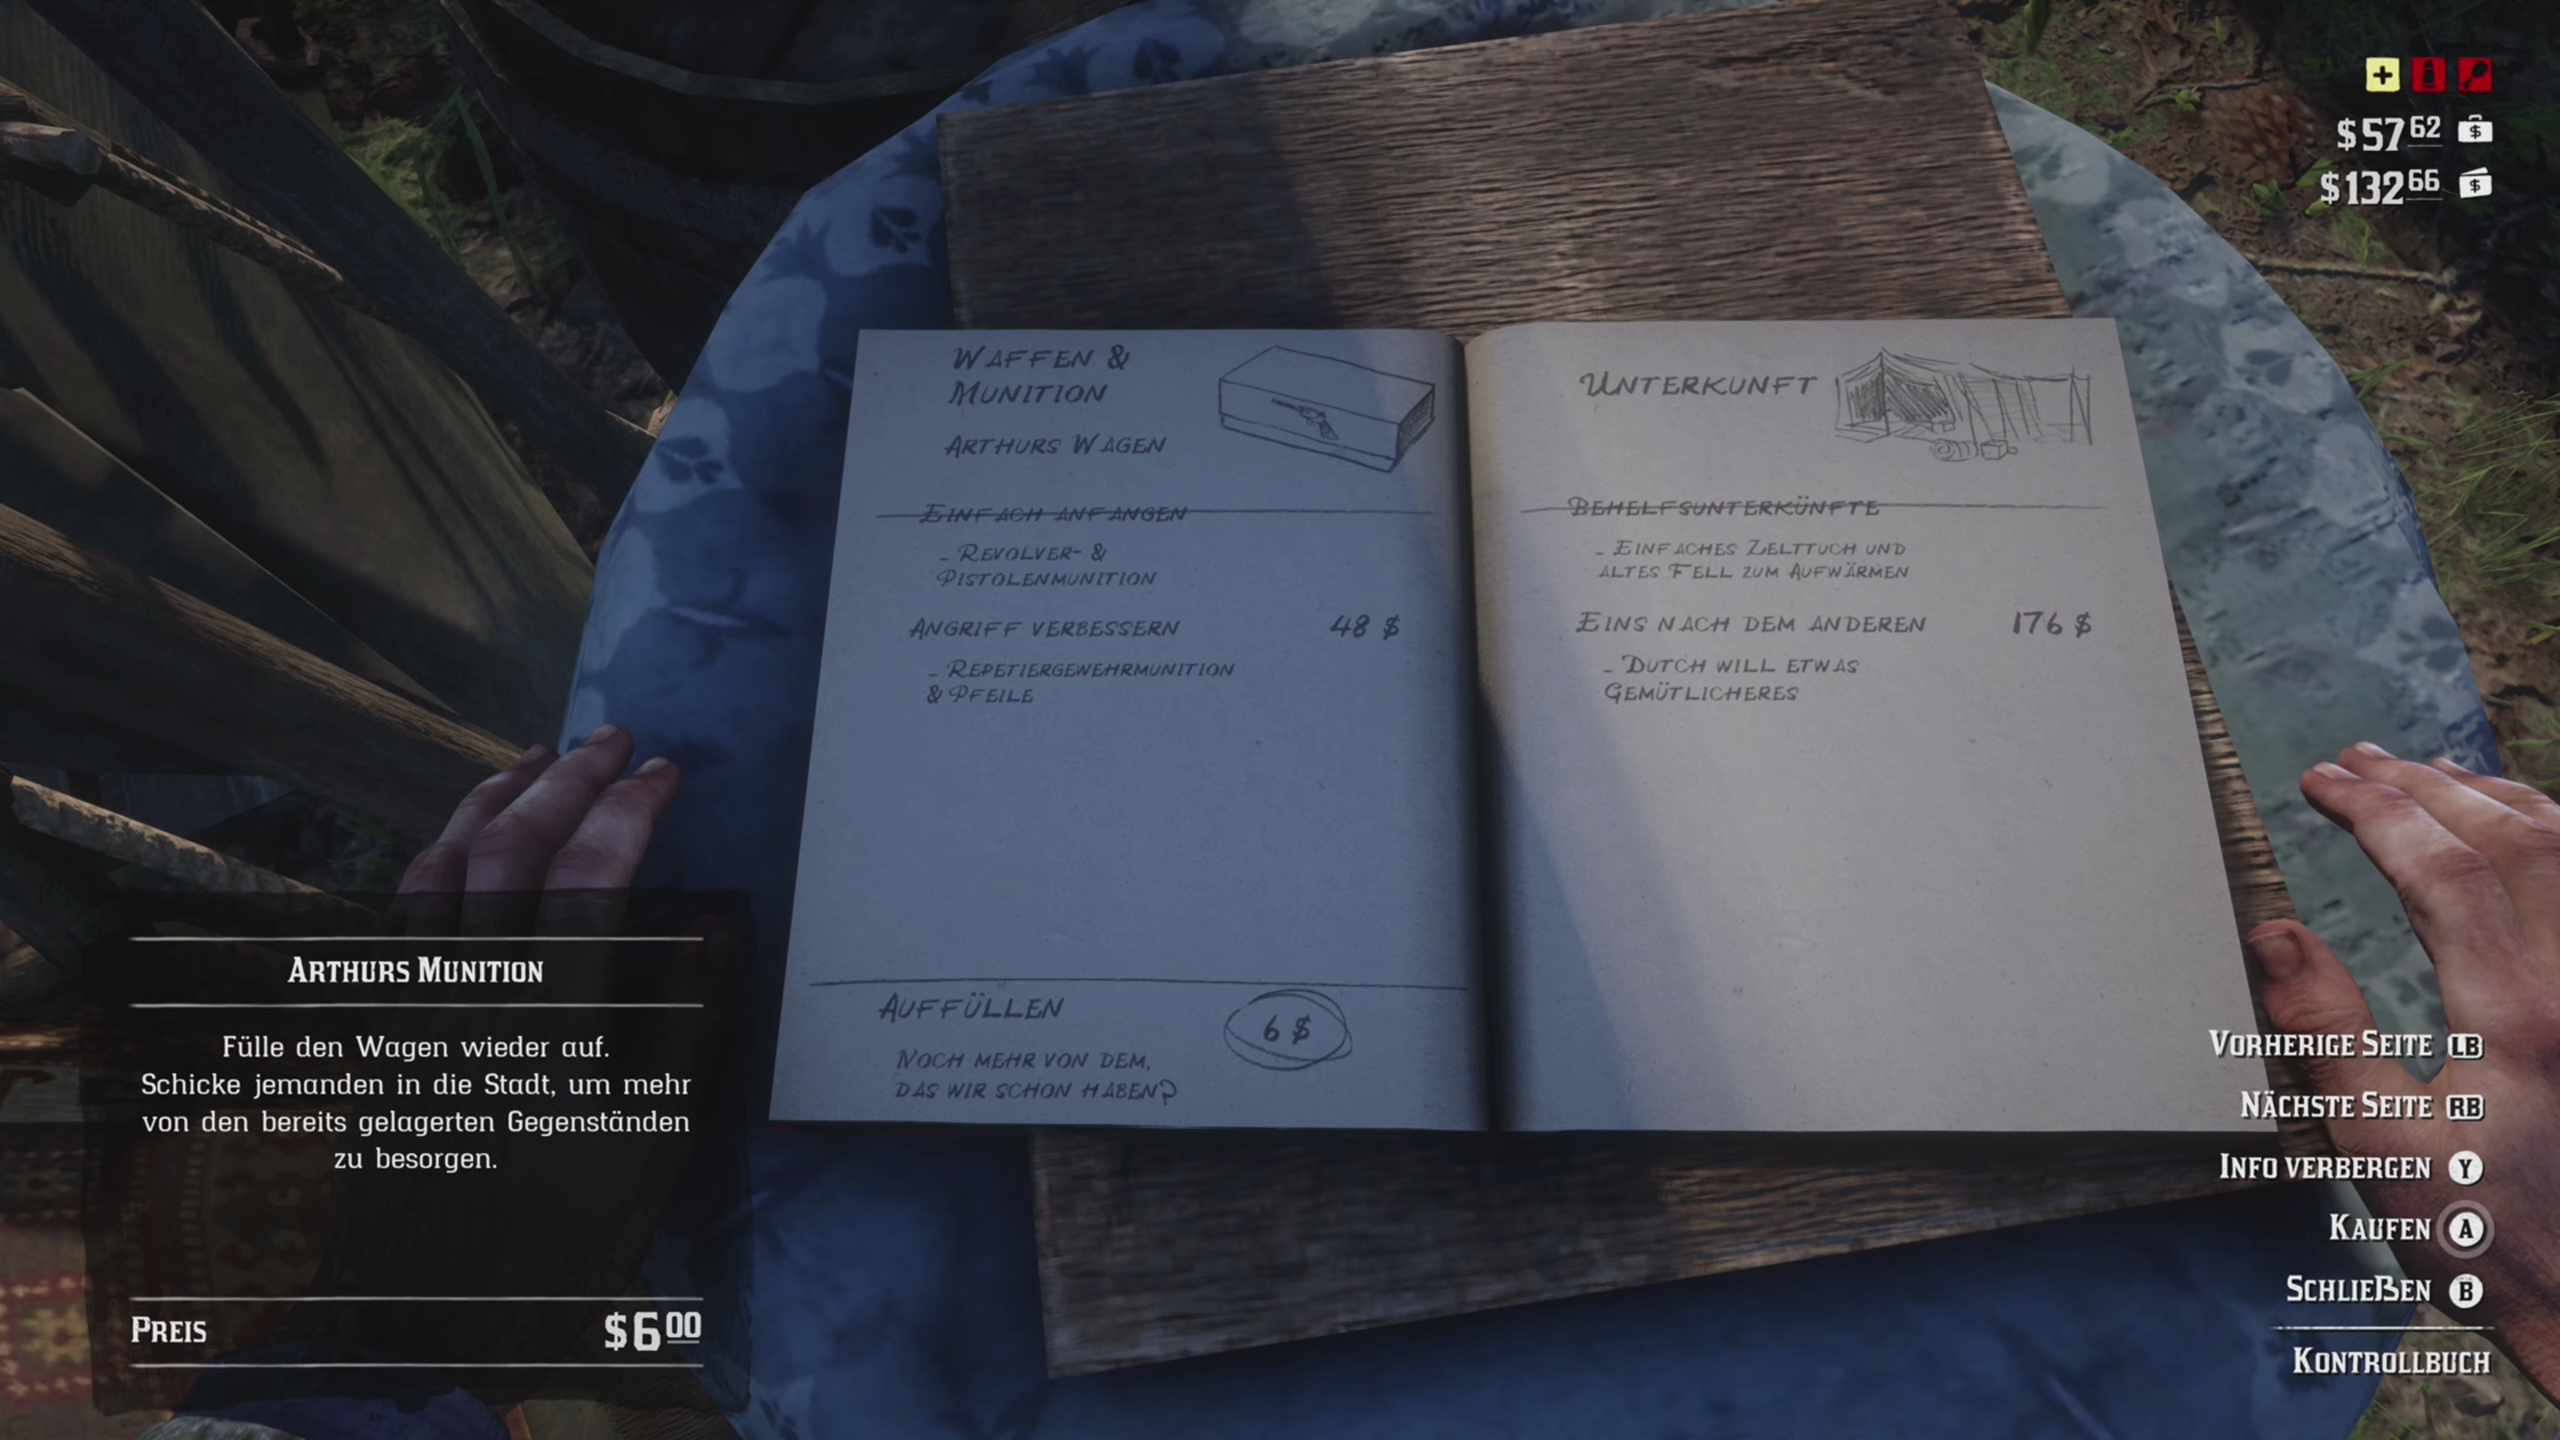 $57 62
$132 66
WAFFEN &
MUNITION
ARTHURS WAGEN
EINFACH ANFANGEN
- REVOLVER- &
PISTOLENMUNITION
ANGRIFF VERBESSERN 48 $
- REPETIERGEWEHRMUNITION
& PFEILE
AUFFÜLLEN 6 $
NOCH MEHR VON DEM,
DAS WIR SCHON HABEN?
UNTERKUNFT
BEHELFSUNTERKÜNFTE
- EINFACHES ZELTTUCH UND
ALTES FELL ZUM AUFWÄRMEN
EINS NACH DEM ANDEREN 176 $
- DUTCH WILL ETWAS
GEMÜTLICHERES
ARTHURS MUNITION
Fülle den Wagen wieder auf.
Schicke jemanden in die Stadt, um mehr
von den bereits gelagerten Gegenständen
zu besorgen.
PREIS $6 00
VORHERIGE SEITE LB
NÄCHSTE SEITE RB
INFO VERBERGEN Y
KAUFEN A
SCHLIEßEN B
KONTROLLBUCH